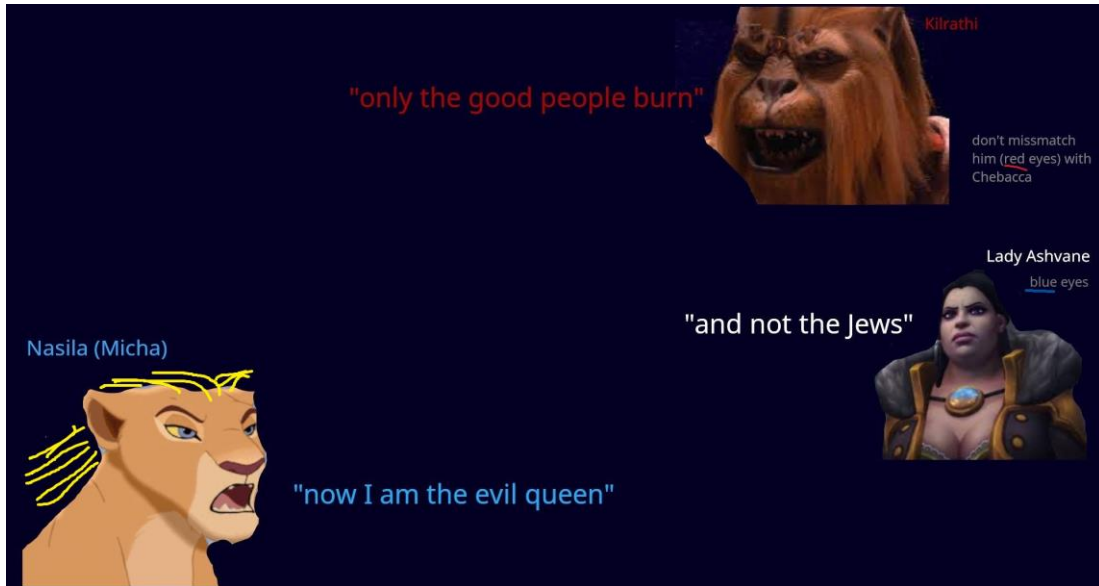 Kilrathi
"only the good people burn"
don't missmatch
him (red eyes) with
Chebacca
Lady Ashvane
blue eyes
"and not the Jews"
Nasila (Micha)
"now I am the evil queen"